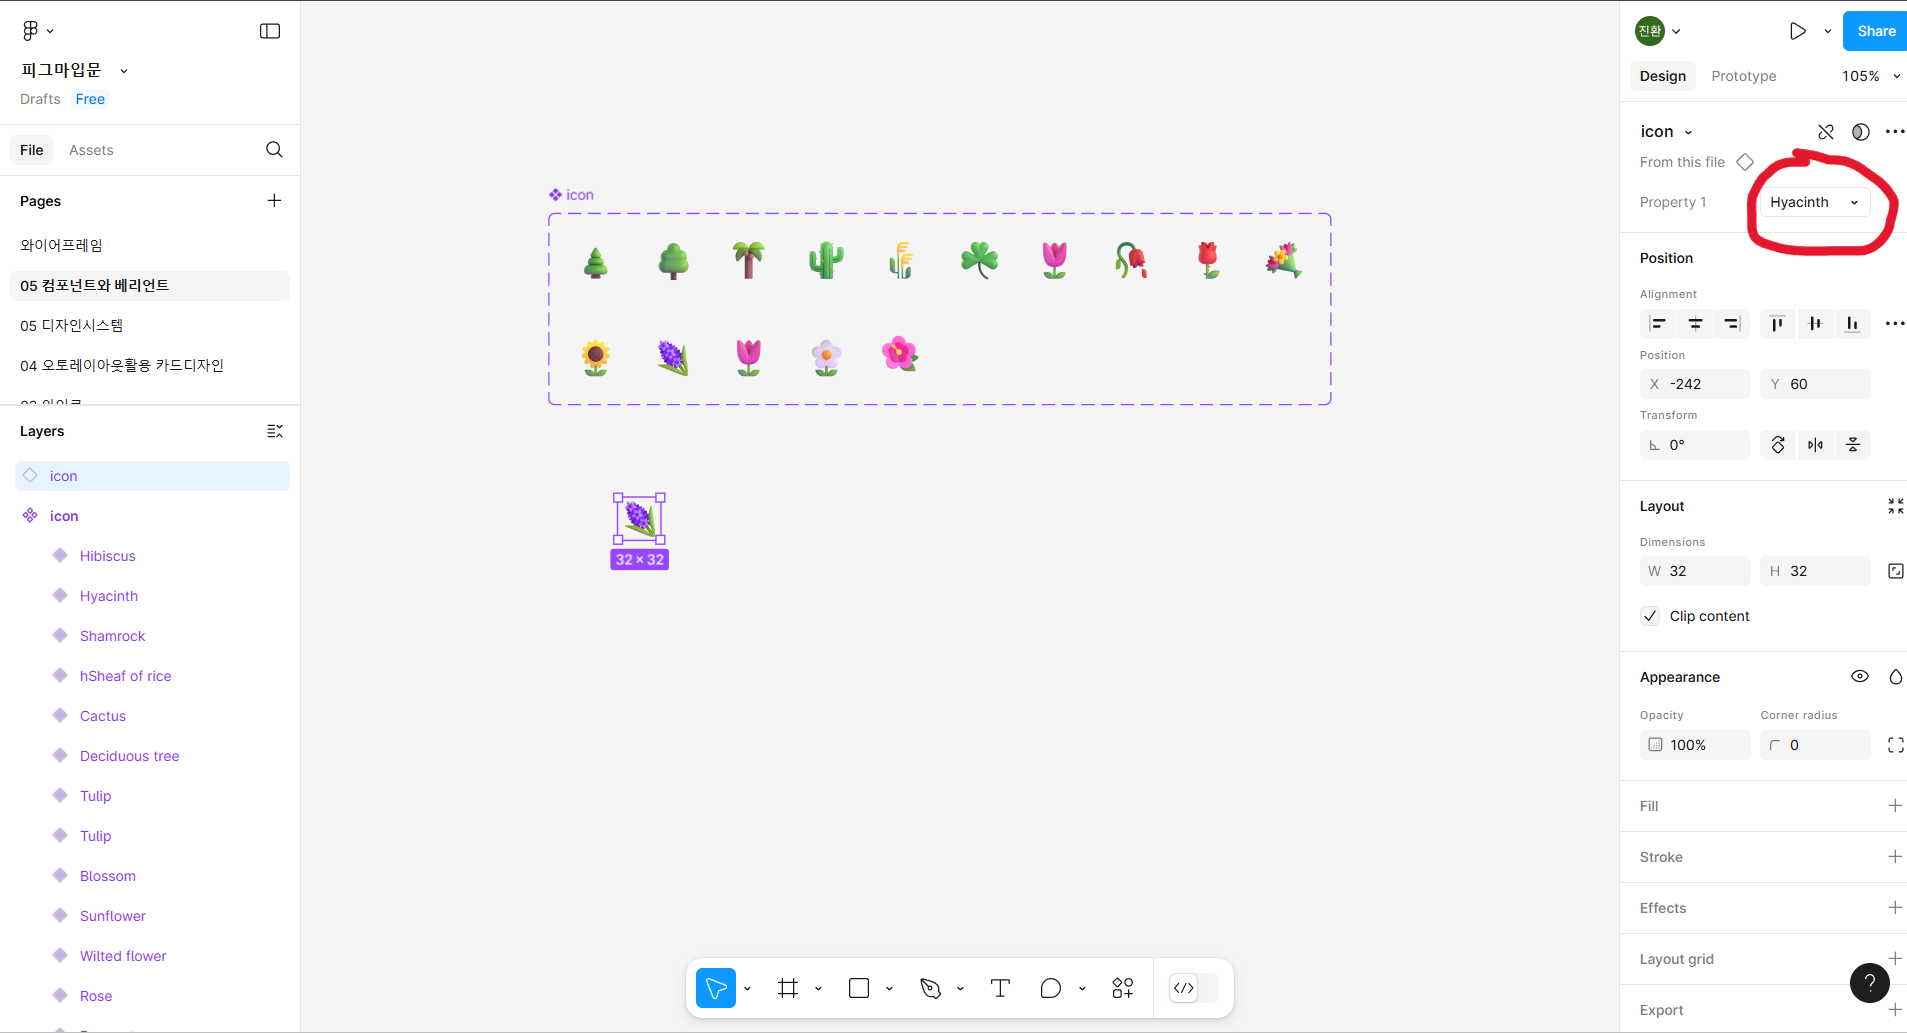 피그마입문
Drafts Free
File Assets
Pages
와이어프레임
05 컴포넌트와 베리언트
05 디자인시스템
04 오토레이아웃활용 카드디자인
Layers
icon
icon
Hibiscus
Hyacinth
Shamrock
hSheaf of rice
Cactus
Deciduous tree
Tulip
Tulip
Blossom
Sunflower
Wilted flower
Rose
icon
32 × 32
진환
Share
Design Prototype 105%
icon
From this file
Property 1 Hyacinth
Position
Alignment
Position
X -242 Y 60
Transform
0°
Layout
Dimensions
W 32 H 32
Clip content
Appearance
Opacity Corner radius
100% 0
Fill
Stroke
Effects
Layout grid
?
Export